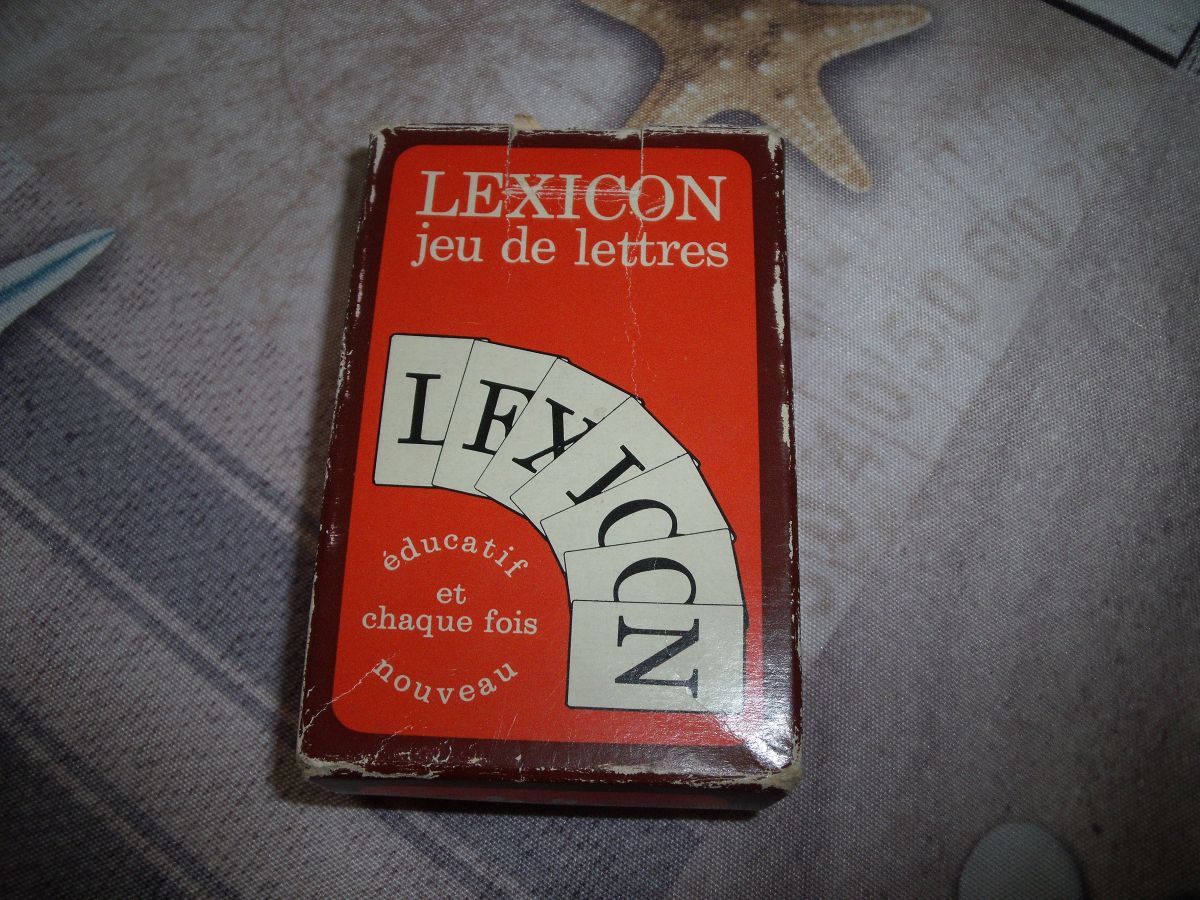 LEXICON
jeu de lettres
LEXICON
éducatif
et
chaque fois
nouveau